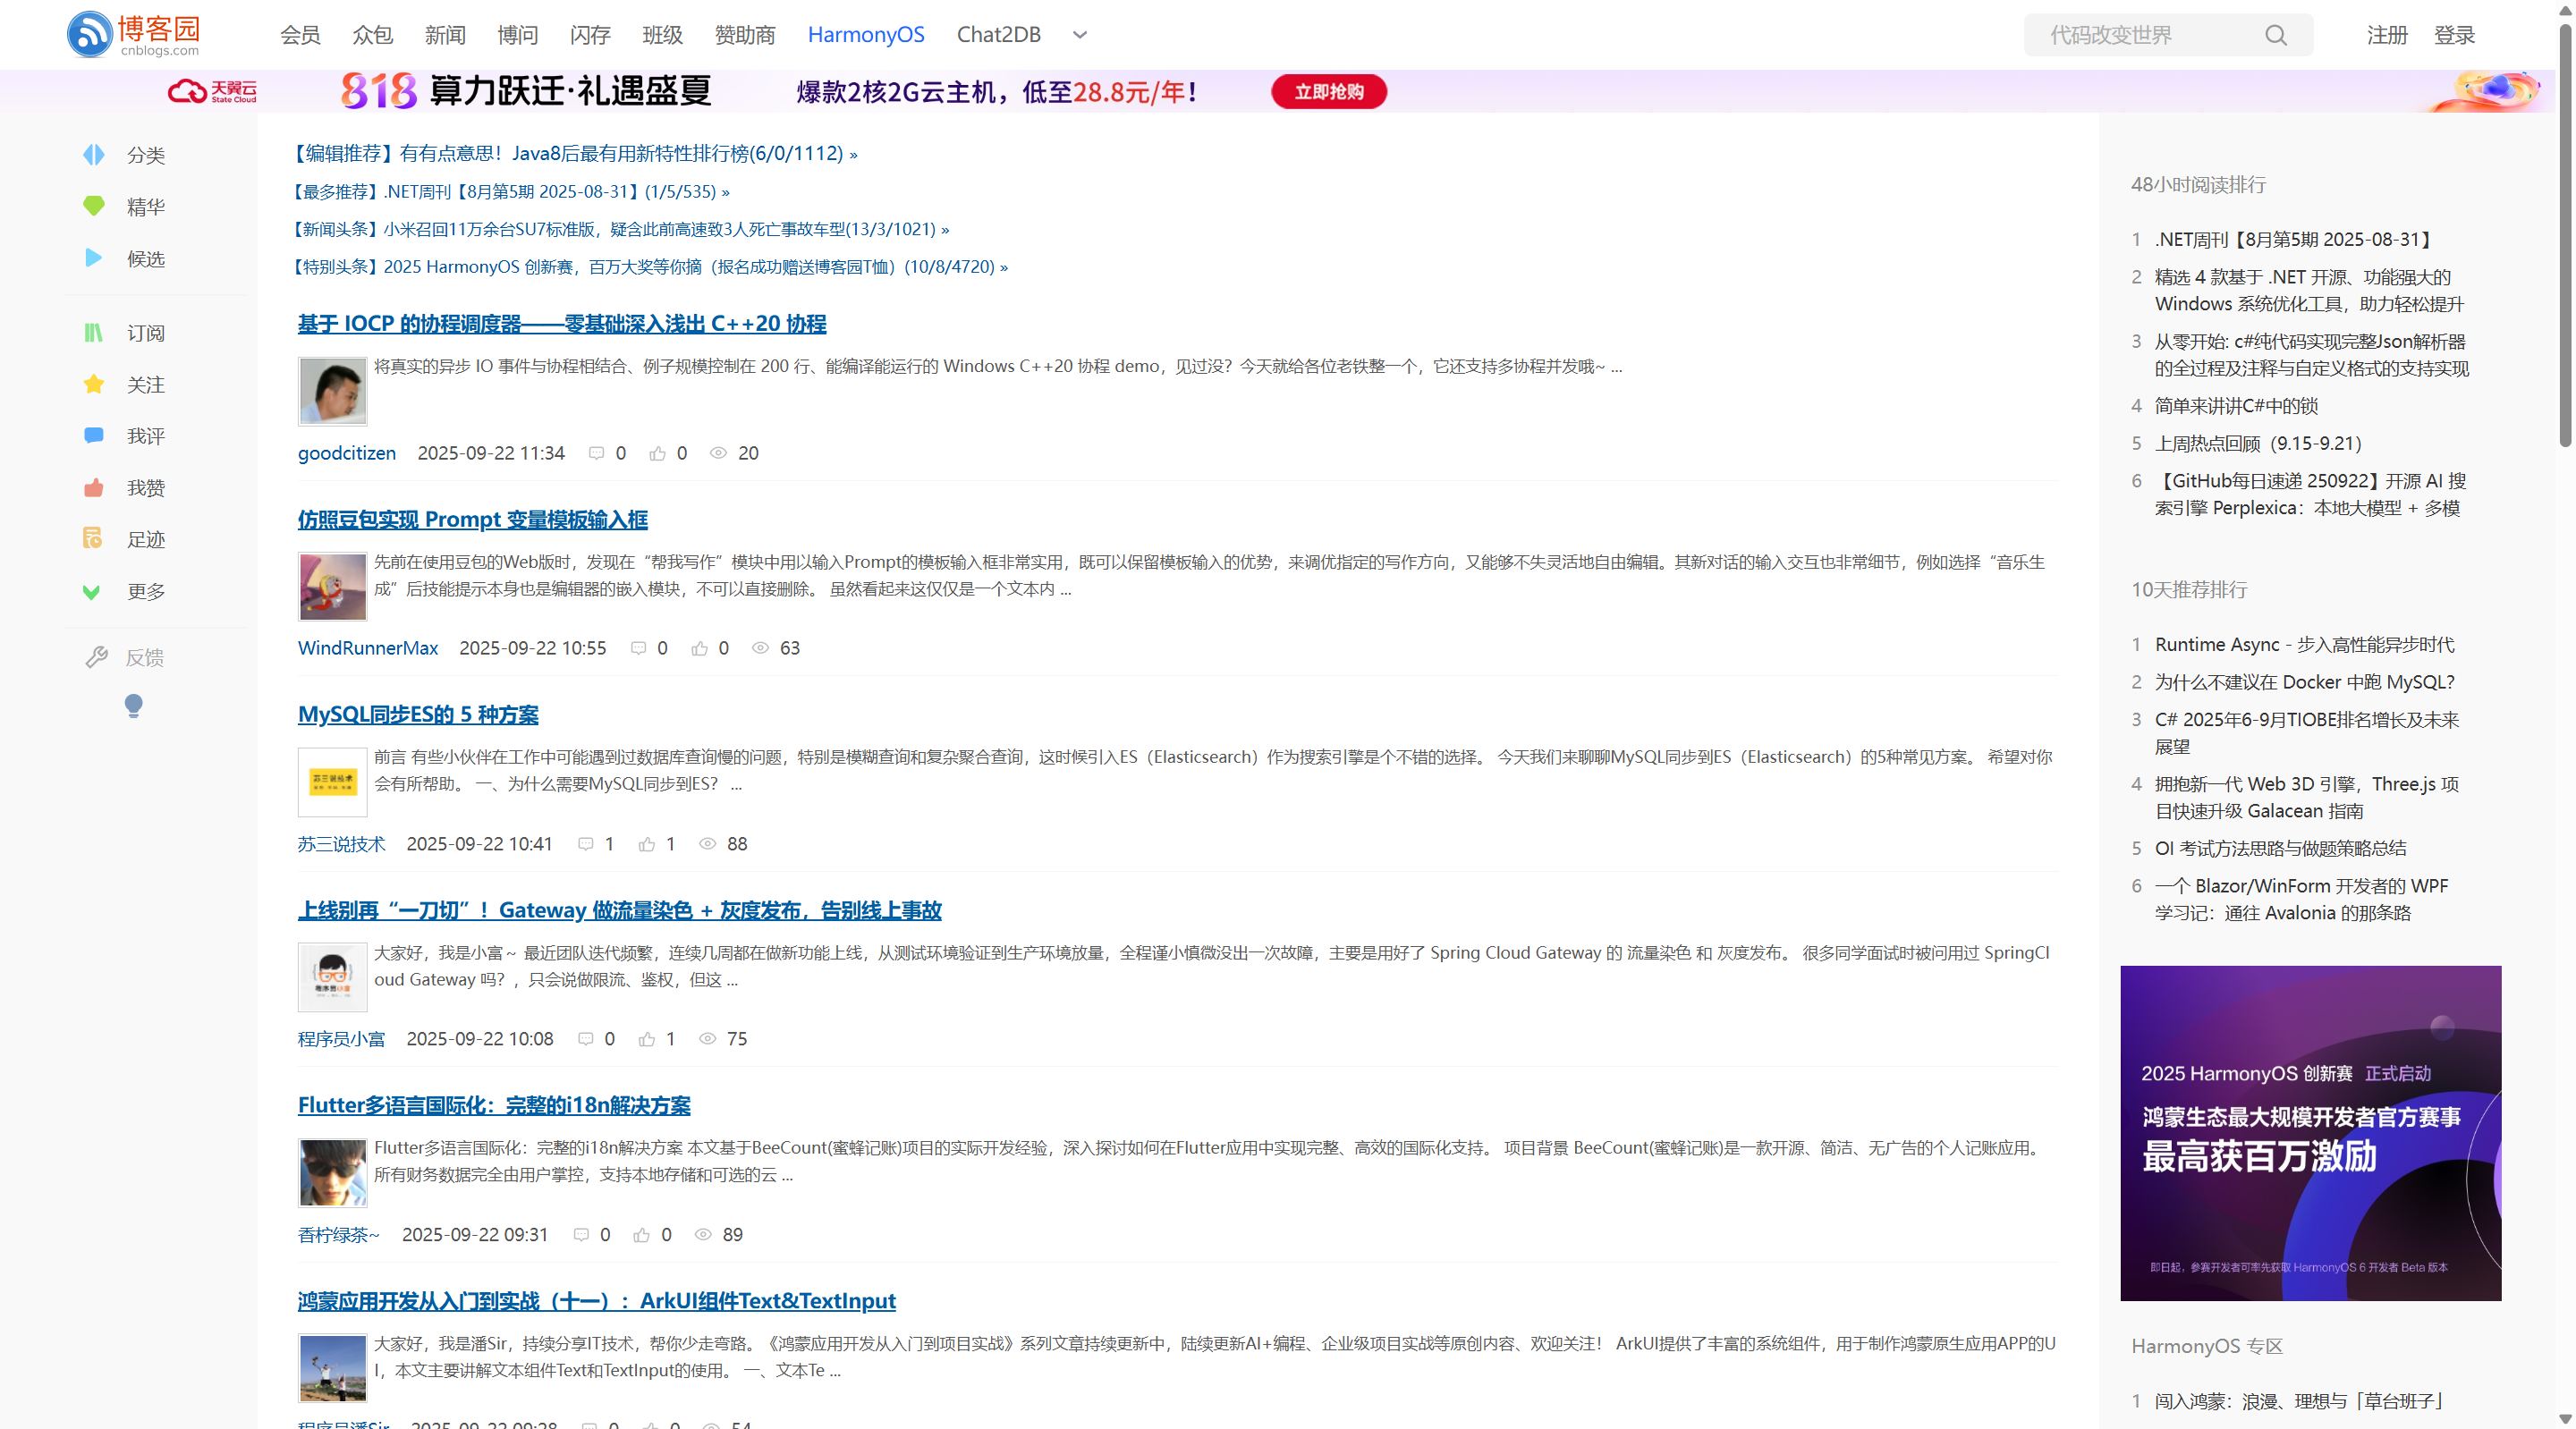 博客园
cnblogs.com
会员 众包 新闻 博问 闪存 班级 赞助商 HarmonyOS Chat2DB
代码改变世界
注册 登录
天翼云
State Cloud
818 算力跃迁·礼遇盛夏
爆款2核2G云主机，低至28.8元/年！
立即抢购
分类
精华
候选
订阅
关注
我评
我赞
足迹
更多
反馈
【编辑推荐】有有点意思！Java8后最有用新特性排行榜(6/0/1112) »
【最多推荐】.NET周刊【8月第5期 2025-08-31】(1/5/535) »
【新闻头条】小米召回11万余台SU7标准版，疑含此前高速致3人死亡事故车型(13/3/1021) »
【特别头条】2025 HarmonyOS 创新赛，百万大奖等你摘（报名成功赠送博客园T恤）(10/8/4720) »
基于 IOCP 的协程调度器——零基础深入浅出 C++20 协程
将真实的异步 IO 事件与协程相结合、例子规模控制在 200 行、能编译能运行的 Windows C++20 协程 demo，见过没？今天就给各位老铁整一个，它还支持多协程并发哦~ ...
goodcitizen 2025-09-22 11:34 0 0 20
仿照豆包实现 Prompt 变量模板输入框
先前在使用豆包的Web版时，发现在“帮我写作”模块中用以输入Prompt的模板输入框非常实用，既可以保留模板输入的优势，来调优指定的写作方向，又能够不失灵活地自由编辑。其新对话的输入交互也非常细节，例如选择“音乐生
成”后技能提示本身也是编辑器的嵌入模块，不可以直接删除。 虽然看起来这仅仅是一个文本内 ...
WindRunnerMax 2025-09-22 10:55 0 0 63
MySQL同步ES的 5 种方案
苏三说技术
前言 有些小伙伴在工作中可能遇到过数据库查询慢的问题，特别是模糊查询和复杂聚合查询，这时候引入ES（Elasticsearch）作为搜索引擎是个不错的选择。 今天我们来聊聊MySQL同步到ES（Elasticsearch）的5种常见方案。 希望对你
会有所帮助。 一、为什么需要MySQL同步到ES？ ...
苏三说技术 2025-09-22 10:41 1 1 88
上线别再“一刀切”！Gateway 做流量染色 + 灰度发布，告别线上事故
程序员小富
大家好，我是小富～ 最近团队迭代频繁，连续几周都在做新功能上线，从测试环境验证到生产环境放量，全程谨小慎微没出一次故障，主要是用好了 Spring Cloud Gateway 的 流量染色 和 灰度发布。 很多同学面试时被问用过 SpringCl
oud Gateway 吗？，只会说做限流、鉴权，但这 ...
程序员小富 2025-09-22 10:08 0 1 75
Flutter多语言国际化：完整的i18n解决方案
Flutter多语言国际化：完整的i18n解决方案 本文基于BeeCount(蜜蜂记账)项目的实际开发经验，深入探讨如何在Flutter应用中实现完整、高效的国际化支持。 项目背景 BeeCount(蜜蜂记账)是一款开源、简洁、无广告的个人记账应用。
所有财务数据完全由用户掌控，支持本地存储和可选的云 ...
香柠绿茶~ 2025-09-22 09:31 0 0 89
鸿蒙应用开发从入门到实战（十一）：ArkUI组件Text&TextInput
大家好，我是潘Sir，持续分享IT技术，帮你少走弯路。《鸿蒙应用开发从入门到项目实战》系列文章持续更新中，陆续更新AI+编程、企业级项目实战等原创内容、欢迎关注！ ArkUI提供了丰富的系统组件，用于制作鸿蒙原生应用APP的U
I，本文主要讲解文本组件Text和TextInput的使用。 一、文本Te ...
程序员潘Sir 2025-09-22 09:28 0 0 54
48小时阅读排行
1 .NET周刊【8月第5期 2025-08-31】
2 精选 4 款基于 .NET 开源、功能强大的
Windows 系统优化工具，助力轻松提升
3 从零开始: c#纯代码实现完整Json解析器
的全过程及注释与自定义格式的支持实现
4 简单来讲讲C#中的锁
5 上周热点回顾（9.15-9.21）
6 【GitHub每日速递 250922】开源 AI 搜
索引擎 Perplexica：本地大模型 + 多模
10天推荐排行
1 Runtime Async - 步入高性能异步时代
2 为什么不建议在 Docker 中跑 MySQL？
3 C# 2025年6-9月TIOBE排名增长及未来
展望
4 拥抱新一代 Web 3D 引擎，Three.js 项
目快速升级 Galacean 指南
5 OI 考试方法思路与做题策略总结
6 一个 Blazor/WinForm 开发者的 WPF
学习记：通往 Avalonia 的那条路
2025 HarmonyOS 创新赛 正式启动
鸿蒙生态最大规模开发者官方赛事
最高获百万激励
即日起，参赛开发者可率先获取 HarmonyOS 6 开发者 Beta 版本
HarmonyOS 专区
1 闯入鸿蒙：浪漫、理想与「草台班子」